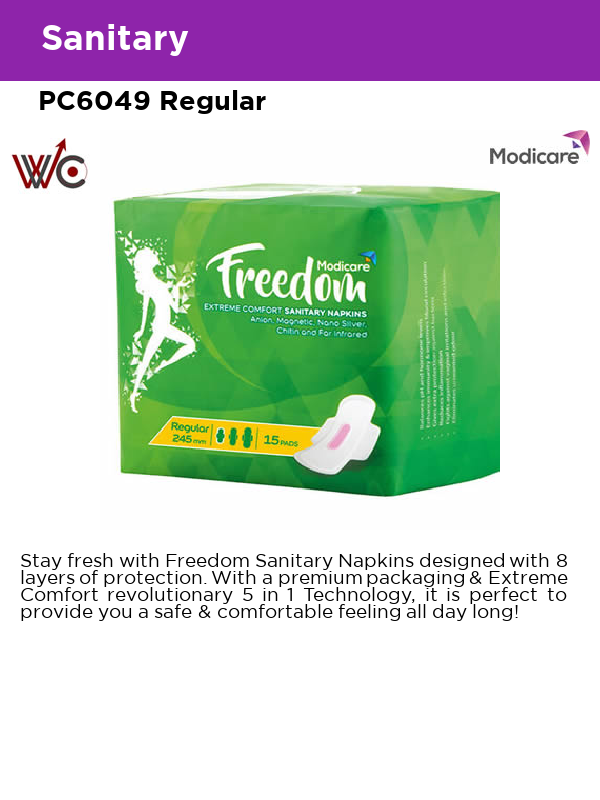 Sanitary
PC6049 Regular
WC
Modicare
Modicare
Freedom
EXTREME COMFORT SANITARY NAPKINS
Anion, Magnetic, Nano Silver,
Chitin and Far Infrared
Regular
245 mm
15 PADS
Stay fresh with Freedom Sanitary Napkins designed with 8
layers of protection. With a premium packaging & Extreme
Comfort revolutionary 5 in 1 Technology, it is perfect to
provide you a safe & comfortable feeling all day long!